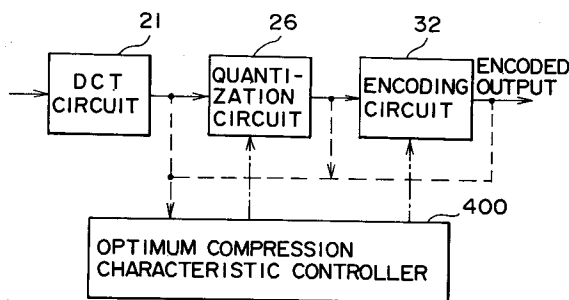 21
26
32
DCT
CIRCUIT
QUANTI-
ZATION
CIRCUIT
ENCODING
CIRCUIT
ENCODED
OUTPUT
400
OPTIMUM COMPRESSION
CHARACTERISTIC CONTROLLER